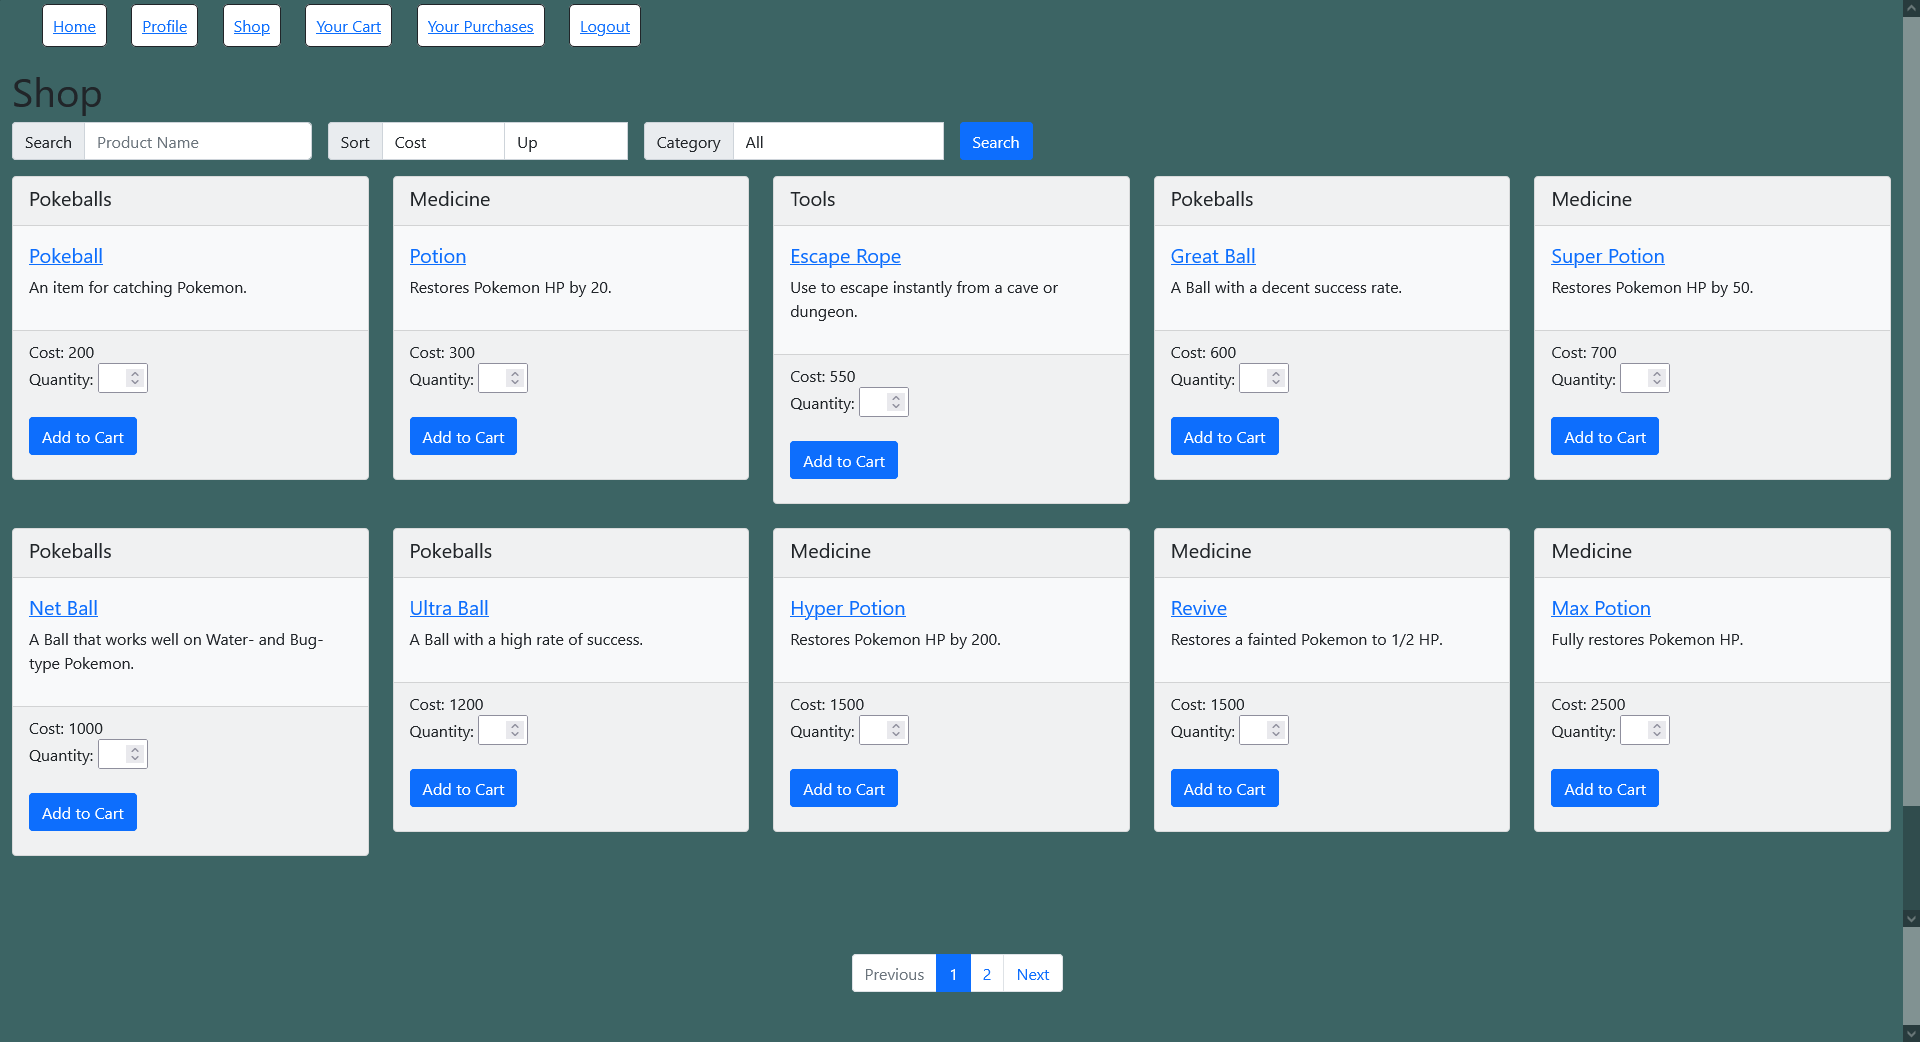 Home Profile Shop Your Cart Your Purchases Logout
Shop
Search Product Name Sort Cost Up Category All Search
Pokeballs
Pokeball
An item for catching Pokemon.
Cost: 200
Quantity:
Add to Cart
Medicine
Potion
Restores Pokemon HP by 20.
Cost: 300
Quantity:
Add to Cart
Tools
Escape Rope
Use to escape instantly from a cave or
dungeon.
Cost: 550
Quantity:
Add to Cart
Pokeballs
Great Ball
A Ball with a decent success rate.
Cost: 600
Quantity:
Add to Cart
Medicine
Super Potion
Restores Pokemon HP by 50.
Cost: 700
Quantity:
Add to Cart
Pokeballs
Net Ball
A Ball that works well on Water- and Bug-
type Pokemon.
Cost: 1000
Quantity:
Add to Cart
Pokeballs
Ultra Ball
A Ball with a high rate of success.
Cost: 1200
Quantity:
Add to Cart
Medicine
Hyper Potion
Restores Pokemon HP by 200.
Cost: 1500
Quantity:
Add to Cart
Medicine
Revive
Restores a fainted Pokemon to 1/2 HP.
Cost: 1500
Quantity:
Add to Cart
Medicine
Max Potion
Fully restores Pokemon HP.
Cost: 2500
Quantity:
Add to Cart
Previous 1 2 Next